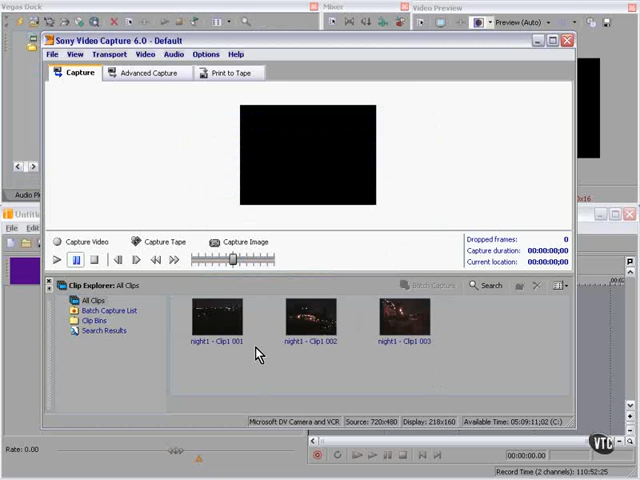 Vegas Dock
Mixer
Video Preview
Preview (Auto)
Sony Video Capture 6.0 - Default
File View Transport Video Audio Options Help
Capture Advanced Capture Print to Tape
Audio Pl
Untitl
File Edit
Capture Video Capture Tape Capture Image
Dropped frames: 0
Capture duration: 00:00:00;00
Current location: 00:00:00;00
Clip Explorer: All Clips
Batch Capture Search
All Clips
Batch Capture List
Clip Bins
Search Results
night1 - Clip1 001 night1 - Clip1 002 night1 - Clip1 003
Microsoft DV Camera and VCR Source: 720x480 Display: 218x160 Available Time: 05:09:11;02 (C:)
Rate: 0.00
VTC
00:00:00.00
Record Time (2 channels): 110:52:25